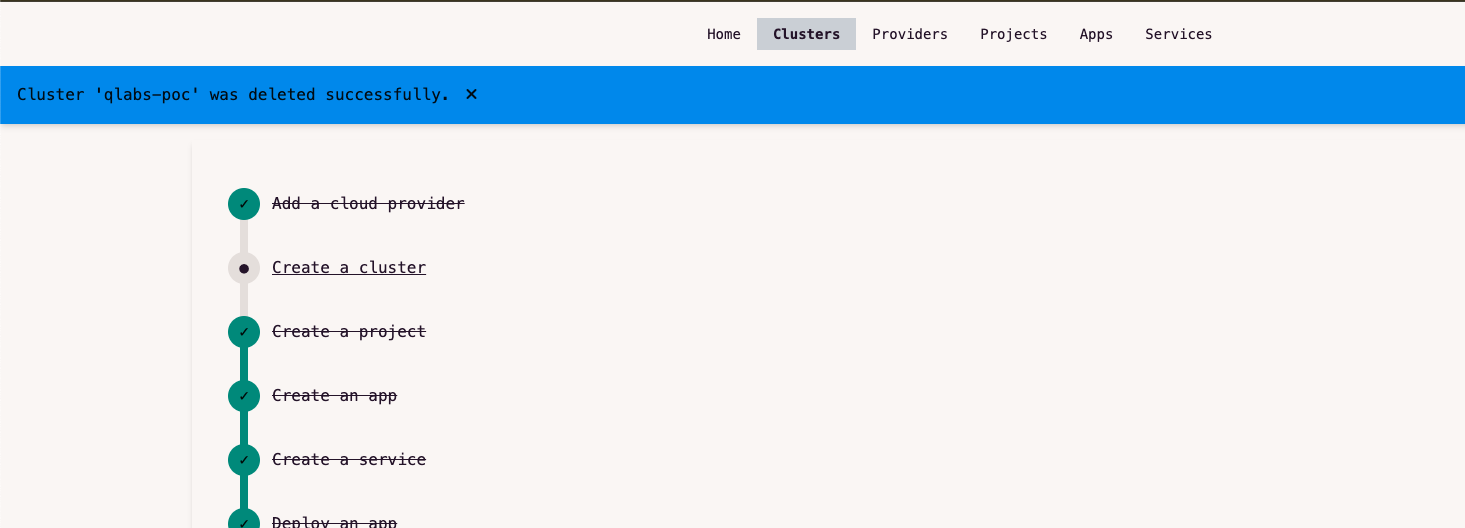 Home Clusters Providers Projects Apps Services
Cluster 'qlabs-poc' was deleted successfully. ✕
✓ Add a cloud provider
● Create a cluster
✓ Create a project
✓ Create an app
✓ Create a service
✓ Deploy an app